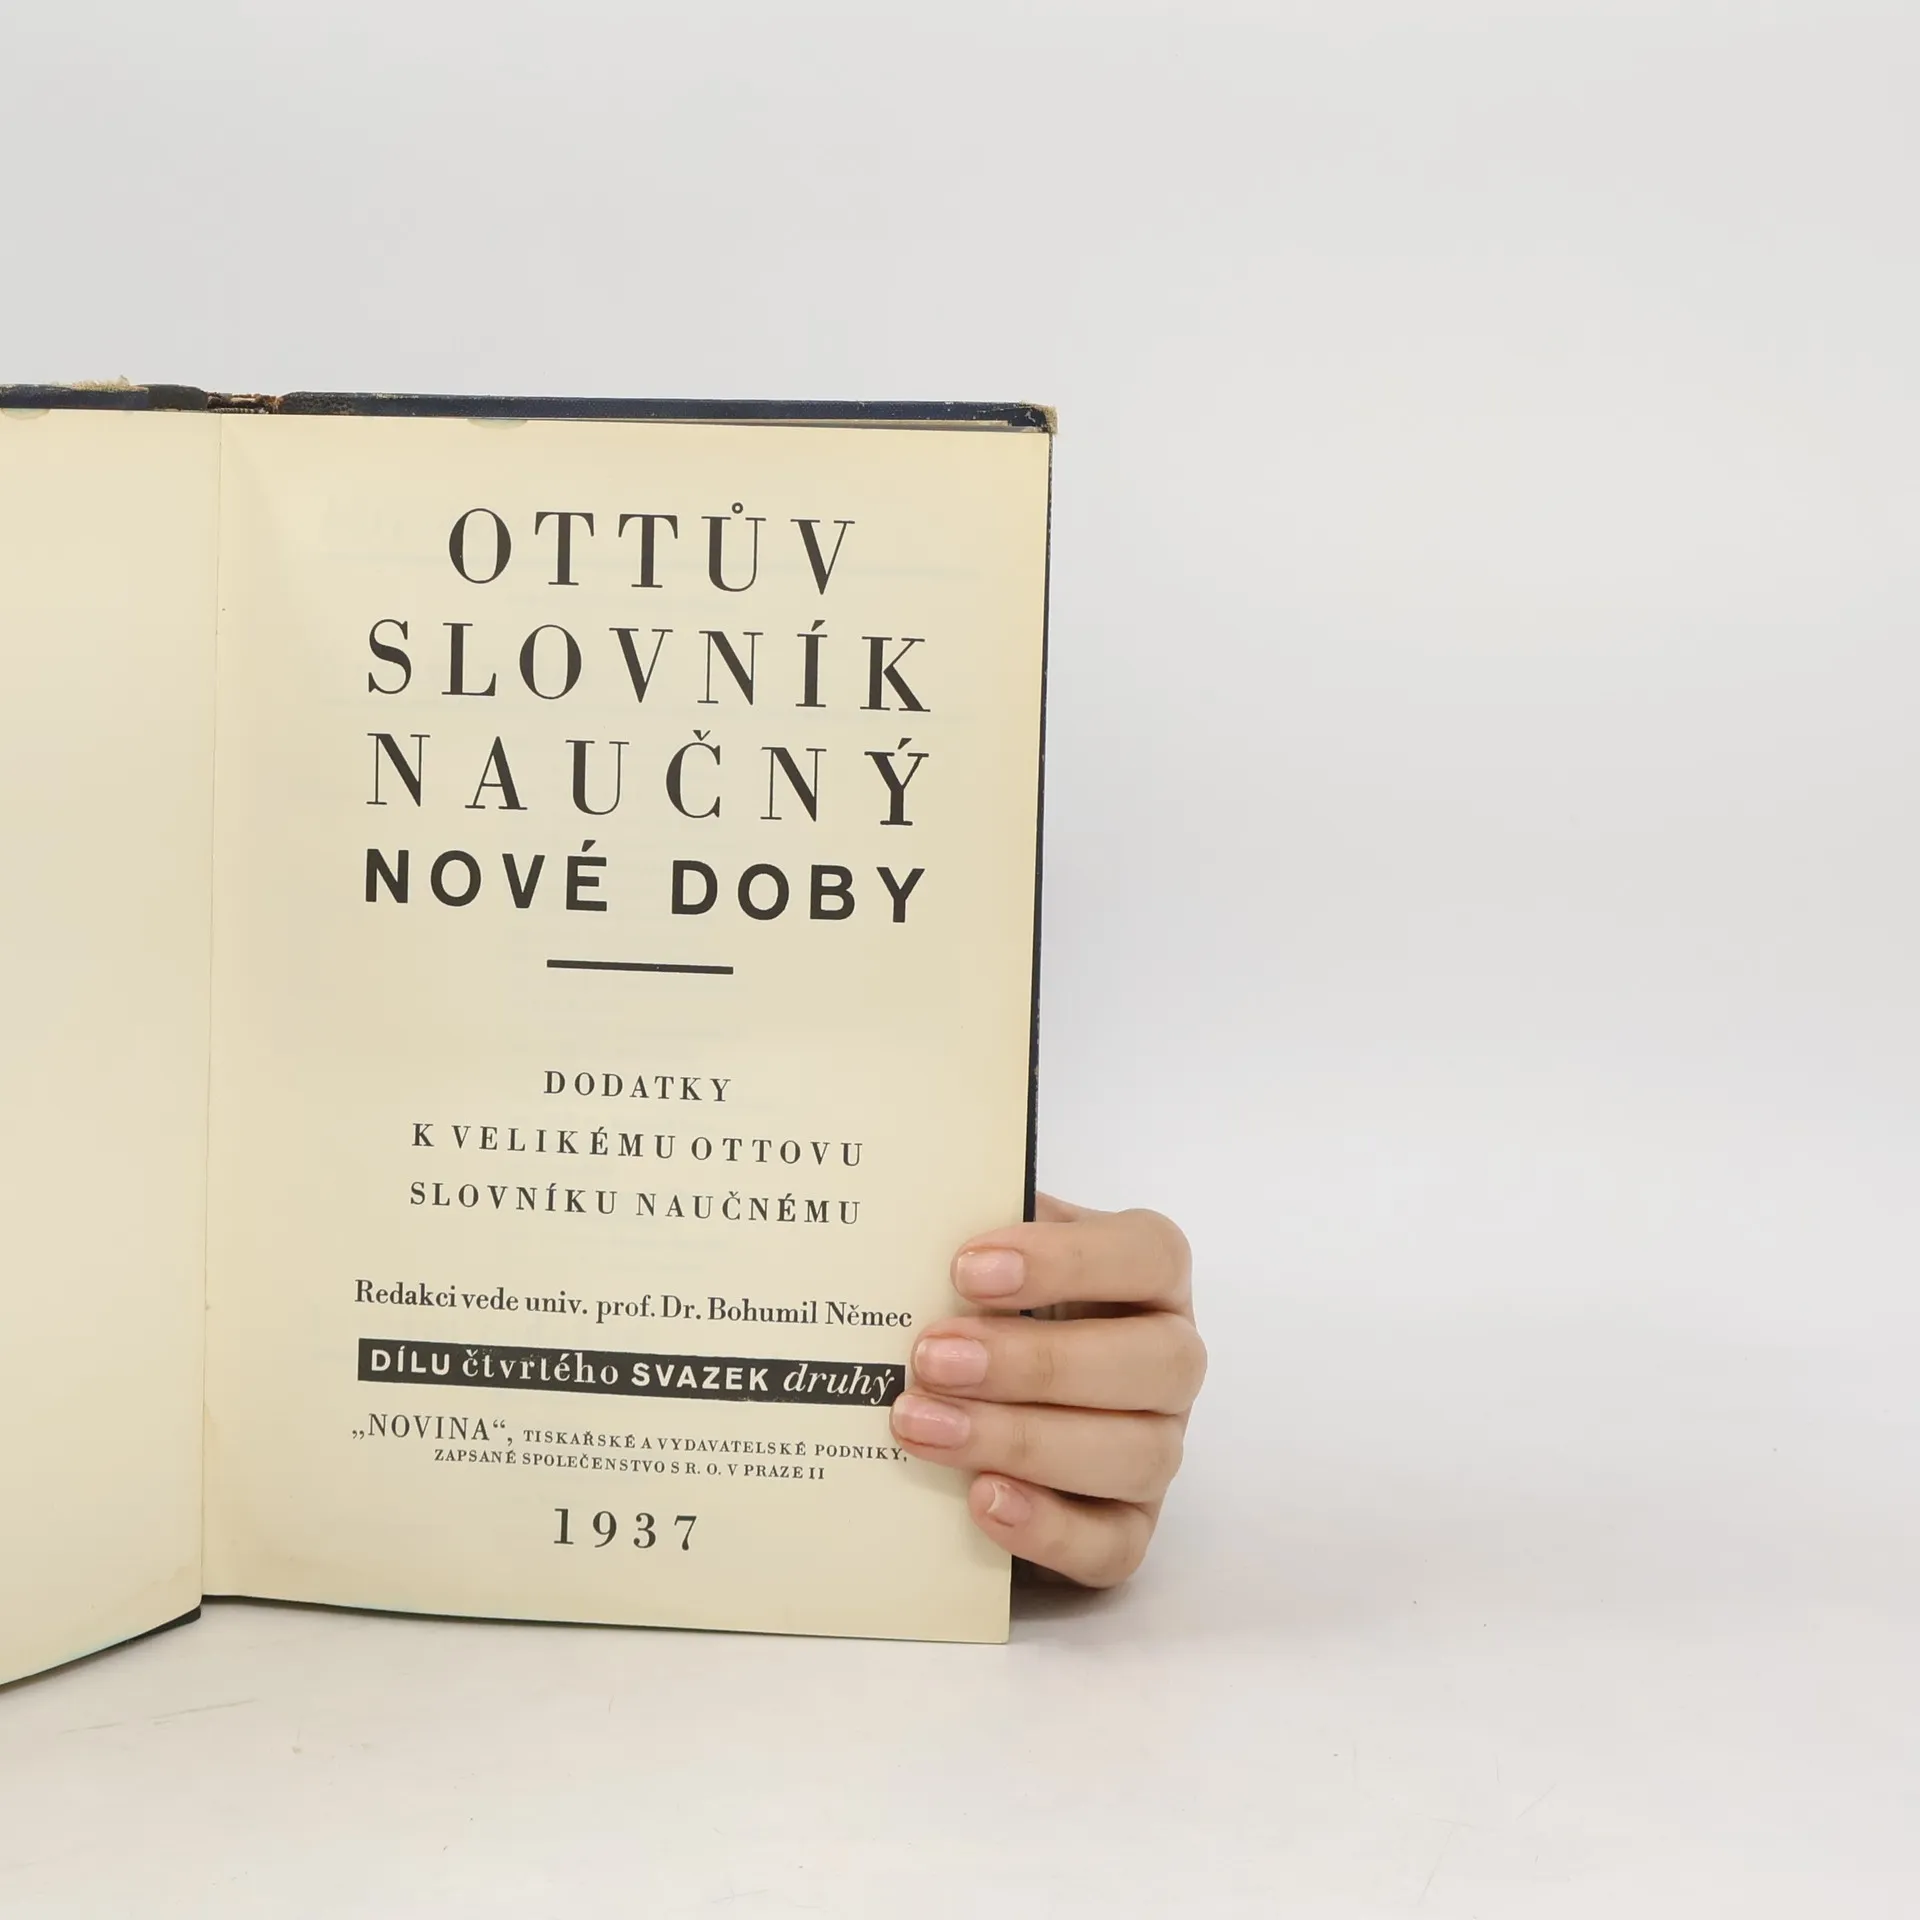 OTTŮV
SLOVNÍK
NAUČNÝ
NOVÉ DOBY
DODATKY
K VELIKÉMU OTTOVU
SLOVNÍKU NAUČNÉMU
Redakci vede univ. prof. Dr. Bohumil Němec
DÍLU čtvrtého SVAZEK druhý
„NOVINA“, TISKAŘSKÉ A VYDAVATELSKÉ PODNIKY,
ZAPSANÉ SPOLEČENSTVO S R. O. V PRAZE II
1937